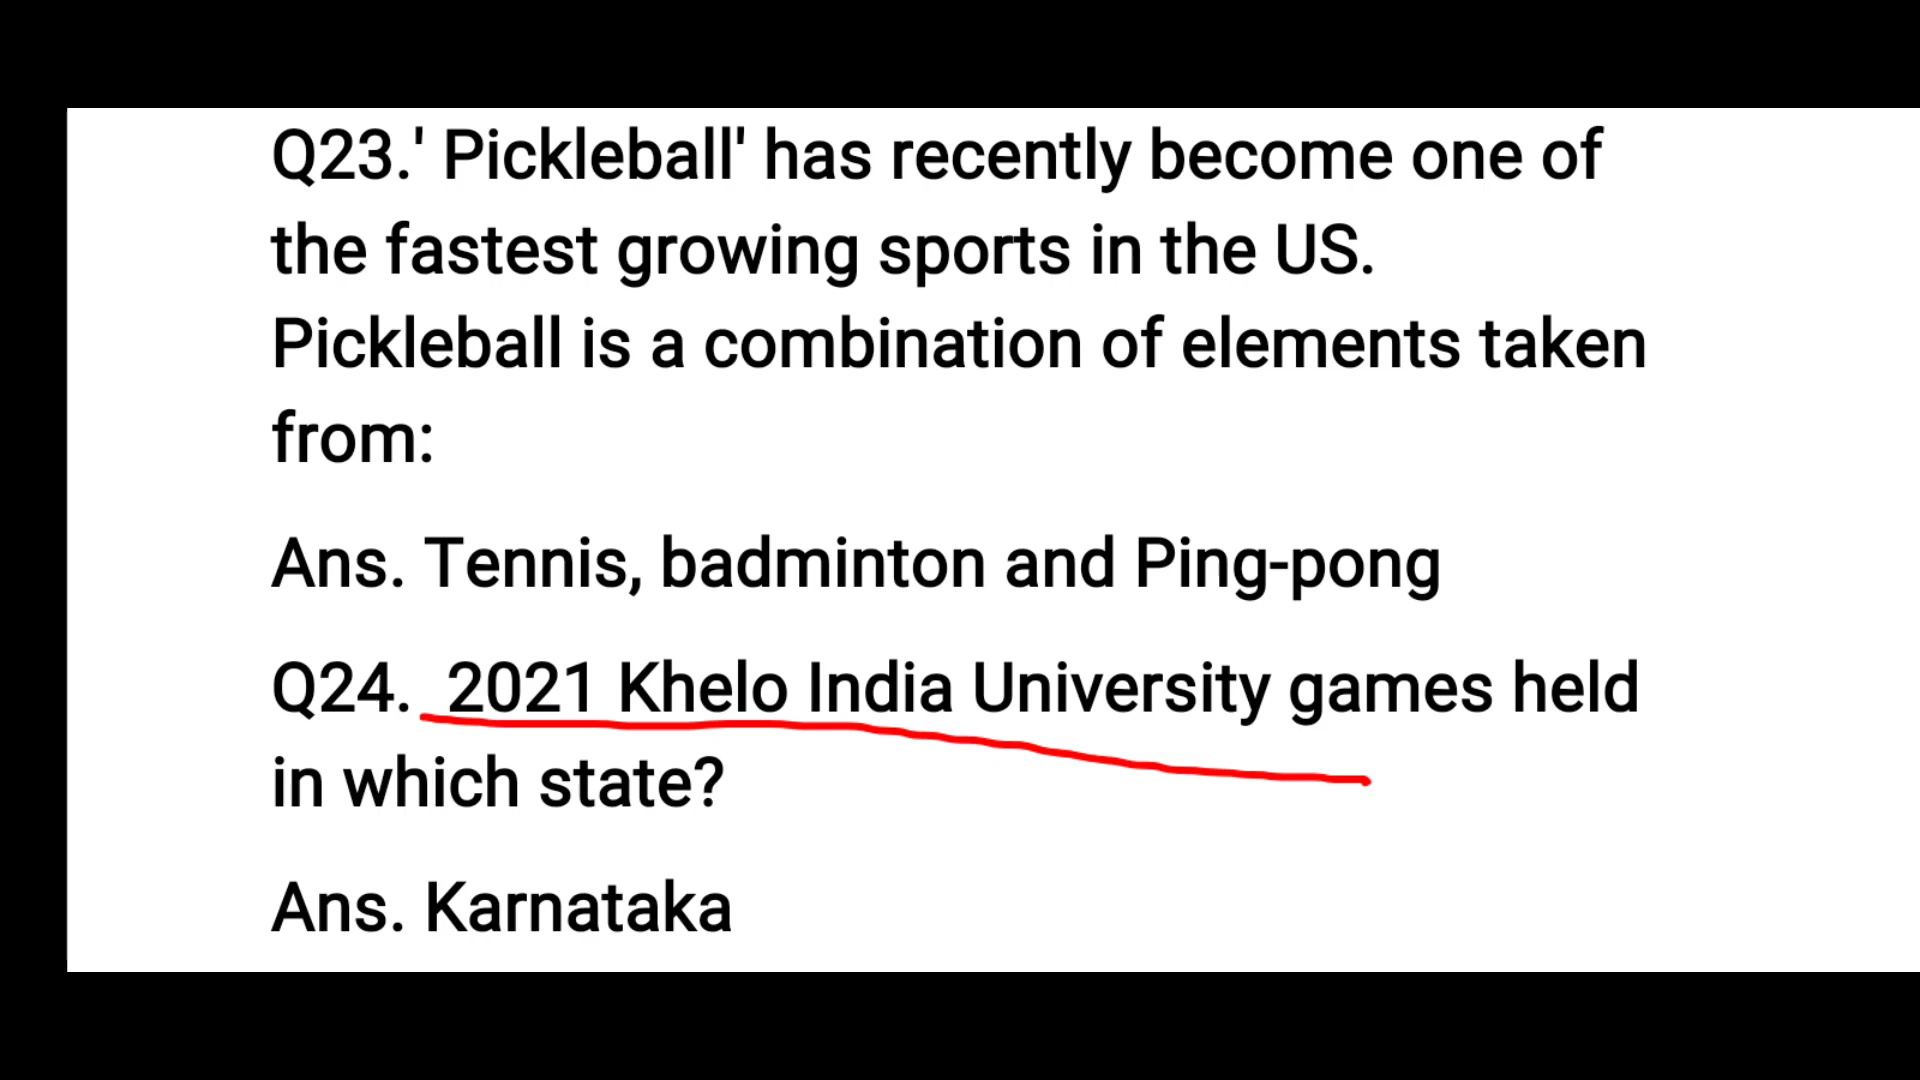 Q23.' Pickleball' has recently become one of
the fastest growing sports in the US.
Pickleball is a combination of elements taken
from:
Ans. Tennis, badminton and Ping-pong
Q24.  2021 Khelo India University games held
in which state?
Ans. Karnataka